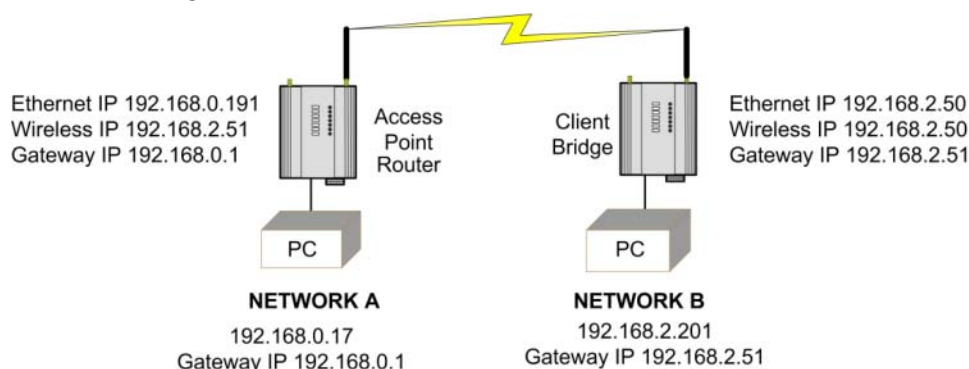 Ethernet IP 192.168.0.191
Wireless IP 192.168.2.51
Gateway IP 192.168.0.1
Access
Point
Router
Client
Bridge
Ethernet IP 192.168.2.50
Wireless IP 192.168.2.50
Gateway IP 192.168.2.51
PC
PC
NETWORK A
192.168.0.17
Gateway IP 192.168.0.1
NETWORK B
192.168.2.201
Gateway IP 192.168.2.51